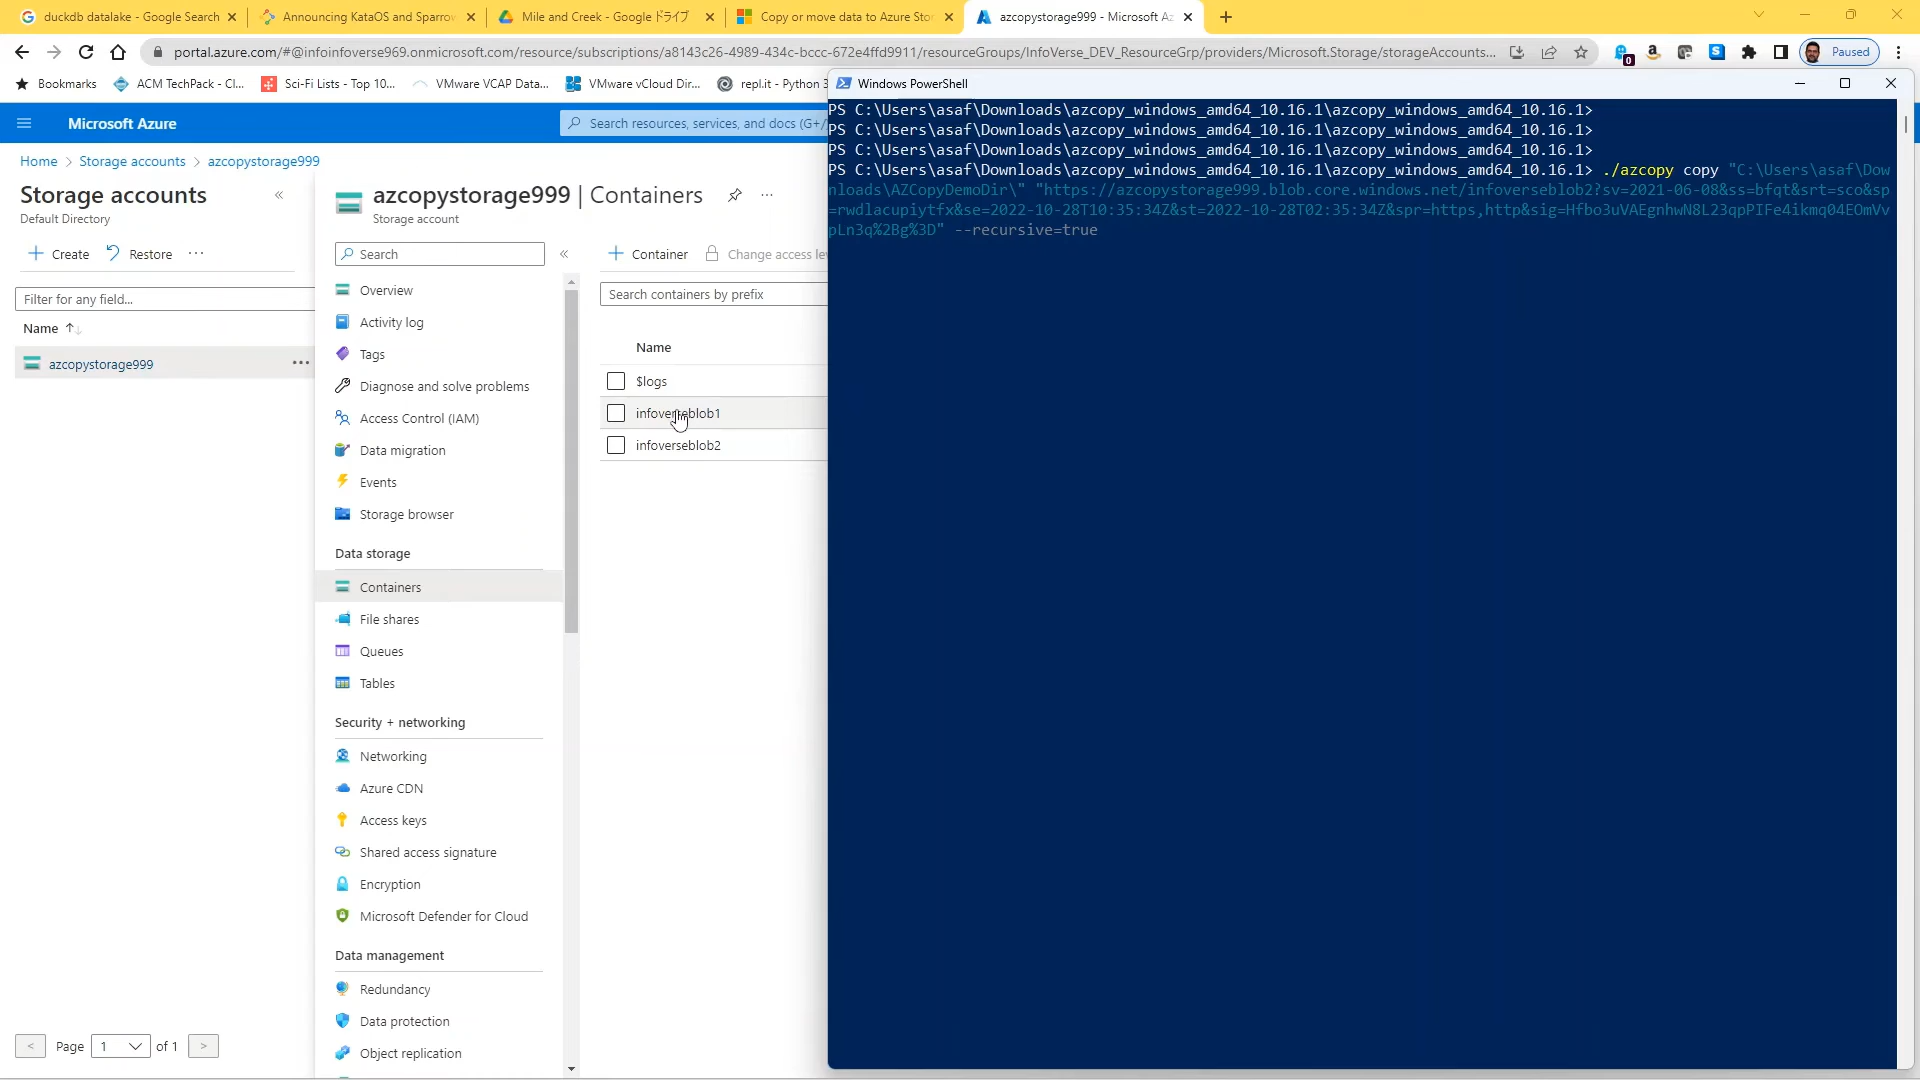 duckdb datalake - Google Search
Announcing KataOS and Sparrow
Mile and Creek - Google ドライブ
Copy or move data to Azure Stor
azcopystorage999 - Microsoft Az
portal.azure.com/#@infoinfoverse969.onmicrosoft.com/resource/subscriptions/a8143c26-4989-434c-bccc-672e4ffd9911/resourceGroups/InfoVerse_DEV_ResourceGrp/providers/Microsoft.Storage/storageAccounts...
0
Paused
Bookmarks
ACM TechPack - Cl...
Sci-Fi Lists - Top 10...
VMware VCAP Data...
VMware vCloud Dir...
repl.it - Python 3
Windows PowerShell
Microsoft Azure
Search resources, services, and docs (G+/
Home > Storage accounts > azcopystorage999
Storage accounts
Default Directory
Create
Restore
Filter for any field...
Name
azcopystorage999
Page 1 of 1
azcopystorage999 | Containers
Storage account
Search
Overview
Activity log
Tags
Diagnose and solve problems
Access Control (IAM)
Data migration
Events
Storage browser
Data storage
Containers
File shares
Queues
Tables
Security + networking
Networking
Azure CDN
Access keys
Shared access signature
Encryption
Microsoft Defender for Cloud
Data management
Redundancy
Data protection
Object replication
Container
Change access lev
Search containers by prefix
Name
$logs
infoverseblob1
infoverseblob2
PS C:\Users\asaf\Downloads\azcopy_windows_amd64_10.16.1\azcopy_windows_amd64_10.16.1>
PS C:\Users\asaf\Downloads\azcopy_windows_amd64_10.16.1\azcopy_windows_amd64_10.16.1>
PS C:\Users\asaf\Downloads\azcopy_windows_amd64_10.16.1\azcopy_windows_amd64_10.16.1>
PS C:\Users\asaf\Downloads\azcopy_windows_amd64_10.16.1\azcopy_windows_amd64_10.16.1> ./azcopy copy "C:\Users\asaf\Dow
nloads\AZCopyDemoDir\" "https://azcopystorage999.blob.core.windows.net/infoverseblob2?sv=2021-06-08&ss=bfqt&srt=sco&sp
=rwdlacupiytfx&se=2022-10-28T10:35:34Z&st=2022-10-28T02:35:34Z&spr=https,http&sig=Hfbo3uVAEgnhwN8L23qpPIFe4ikmq04EOmVv
pLn3q%2Bg%3D" --recursive=true